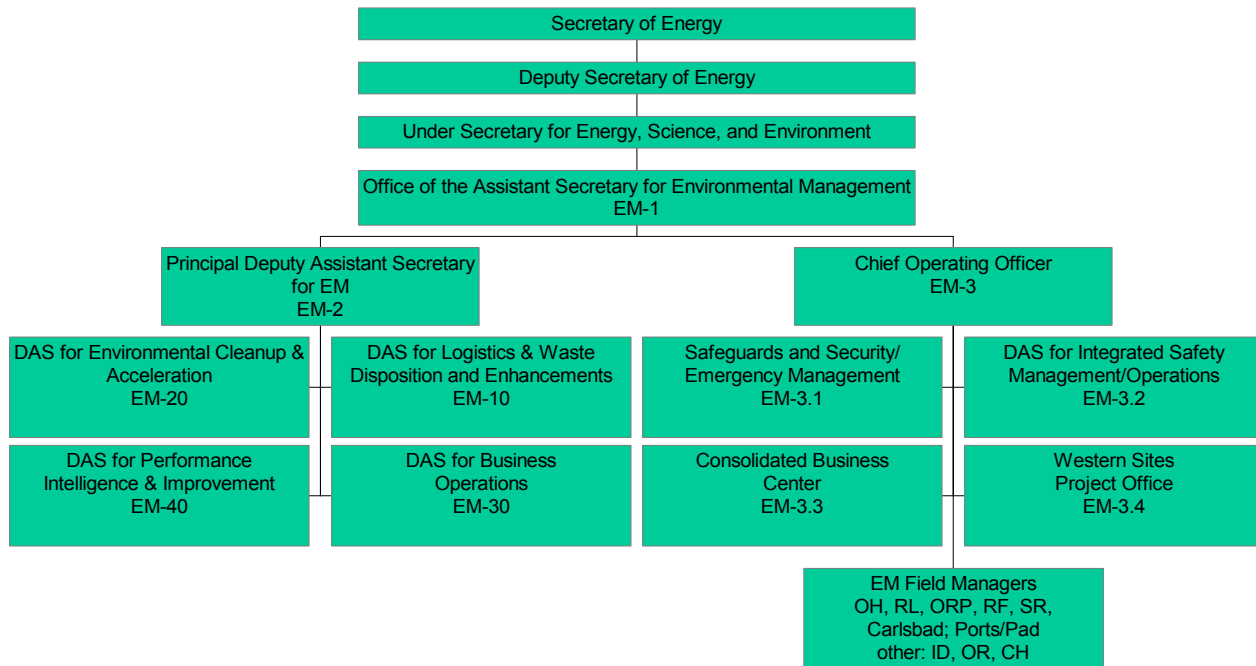 Secretary of Energy
Deputy Secretary of Energy
Under Secretary for Energy, Science, and Environment
Office of the Assistant Secretary for Environmental Management
EM-1
Principal Deputy Assistant Secretary
for EM
EM-2
Chief Operating Officer
EM-3
DAS for Environmental Cleanup &
Acceleration
EM-20
DAS for Logistics & Waste
Disposition and Enhancements
EM-10
Safeguards and Security/
Emergency Management
EM-3.1
DAS for Integrated Safety
Management/Operations
EM-3.2
DAS for Performance
Intelligence & Improvement
EM-40
DAS for Business
Operations
EM-30
Consolidated Business
Center
EM-3.3
Western Sites
Project Office
EM-3.4
EM Field Managers
OH, RL, ORP, RF, SR,
Carlsbad; Ports/Pad
other: ID, OR, CH